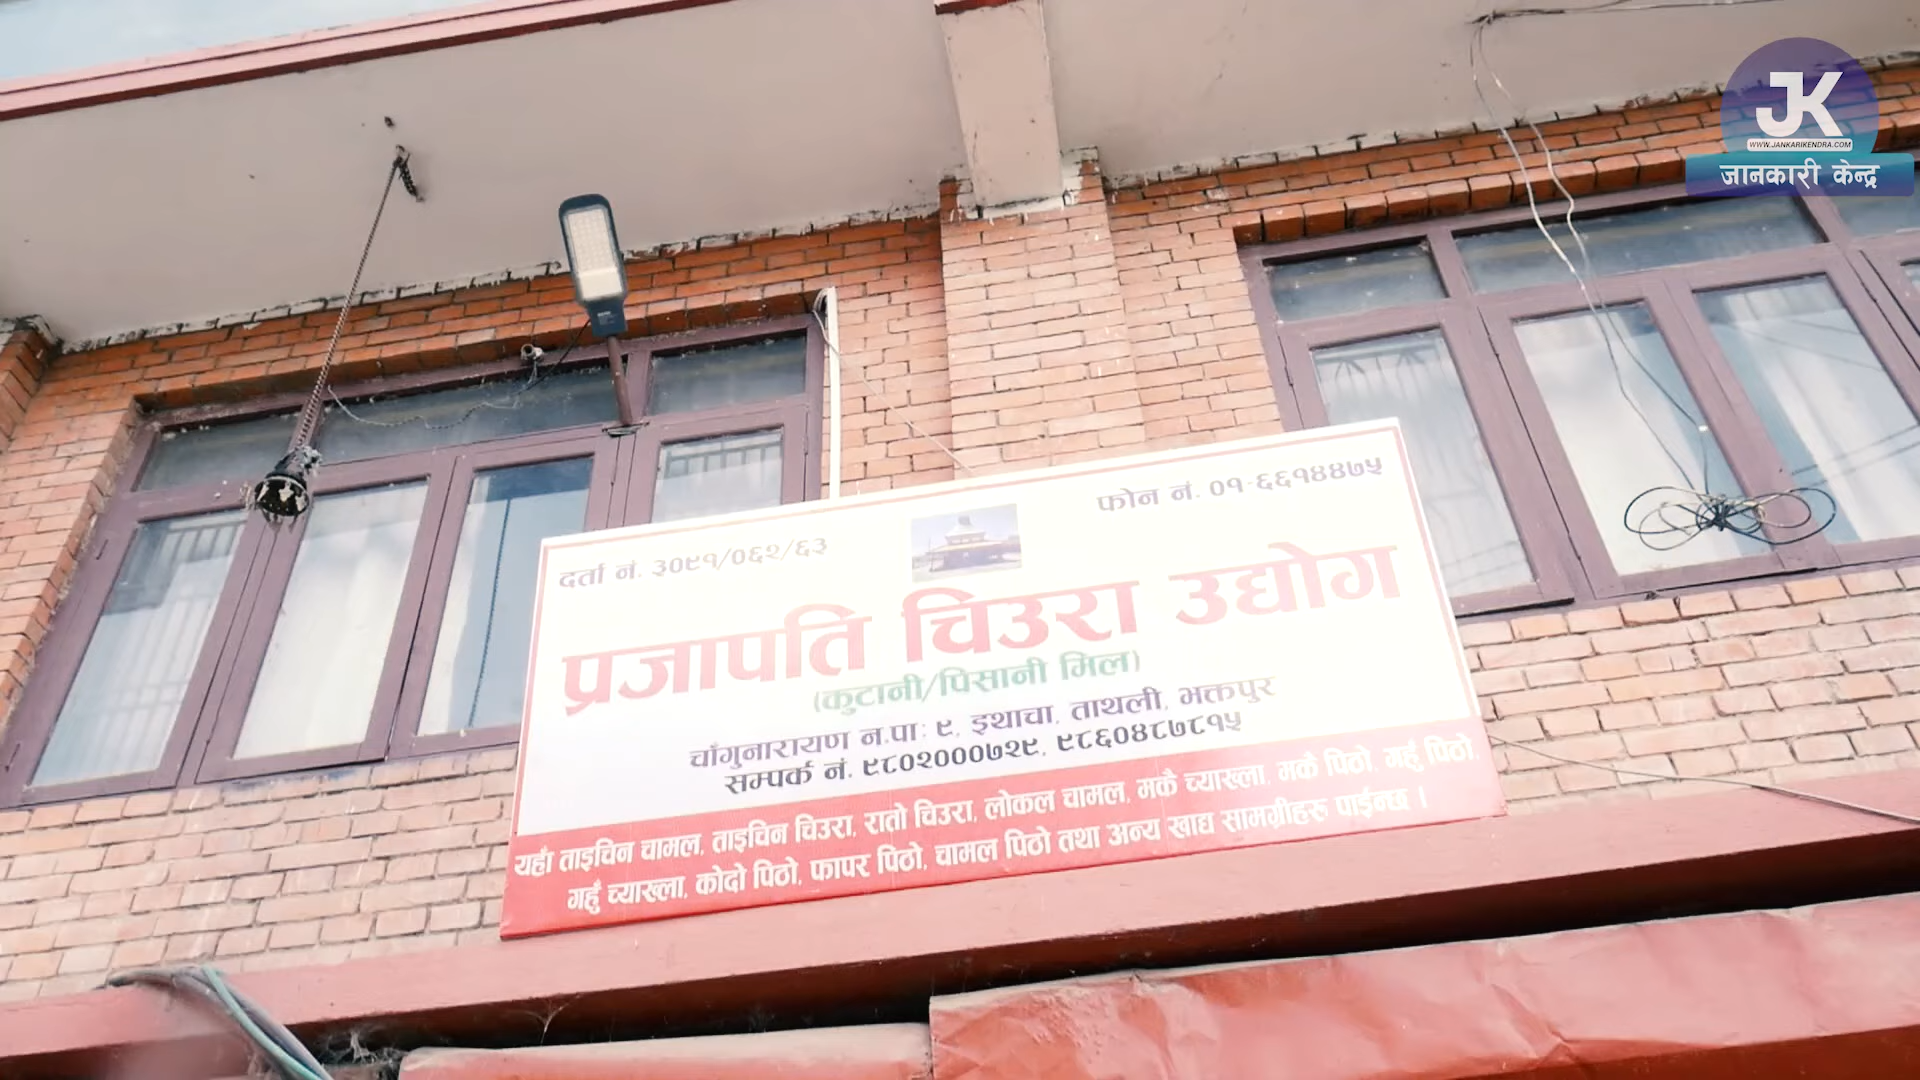 JK
WWW.JANKARIKENDRA.COM
जानकारी केन्द्र
दर्ता नं. ३०९१/०६२/६३
फोन नं. ०१-६६१४४७५
प्रजापति चिउरा उद्योग
(कुटानी/पिसानी मिल)
चाँगुनारायण न.पा: ९, इथाचा, ताथली, भक्तपुर
सम्पर्क नं. ९८०२०००७२९, ९८६०४८७८१५
यहाँ ताइचिन चामल, ताइचिन चिउरा, रातो चिउरा, लोकल चामल, मकै च्याख्ला, मकै पिठो, गहुँ पिठो,
गहुँ च्याख्ला, कोदो पिठो, फापर पिठो, चामल पिठो तथा अन्य खाद्य सामग्रीहरु पाईन्छ ।